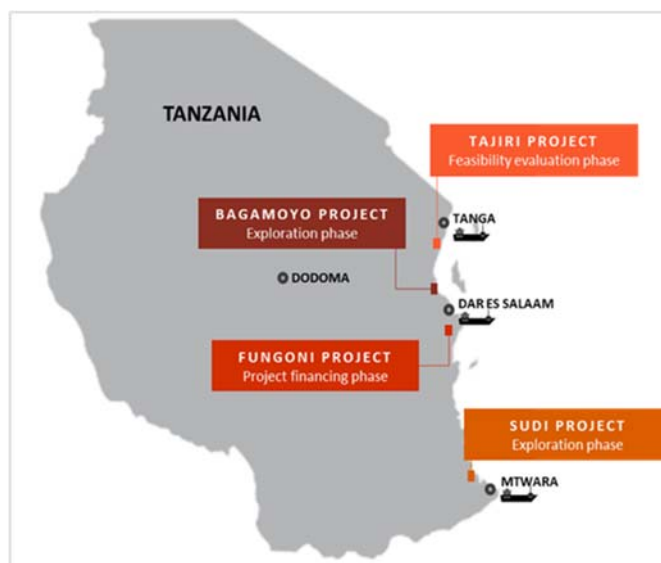 TANZANIA
TAJIRI PROJECT
Feasibility evaluation phase
BAGAMOYO PROJECT
Exploration phase
TANGA
DODOMA
DAR ES SALAAM
FUNGONI PROJECT
Project financing phase
SUDI PROJECT
Exploration phase
MTWARA